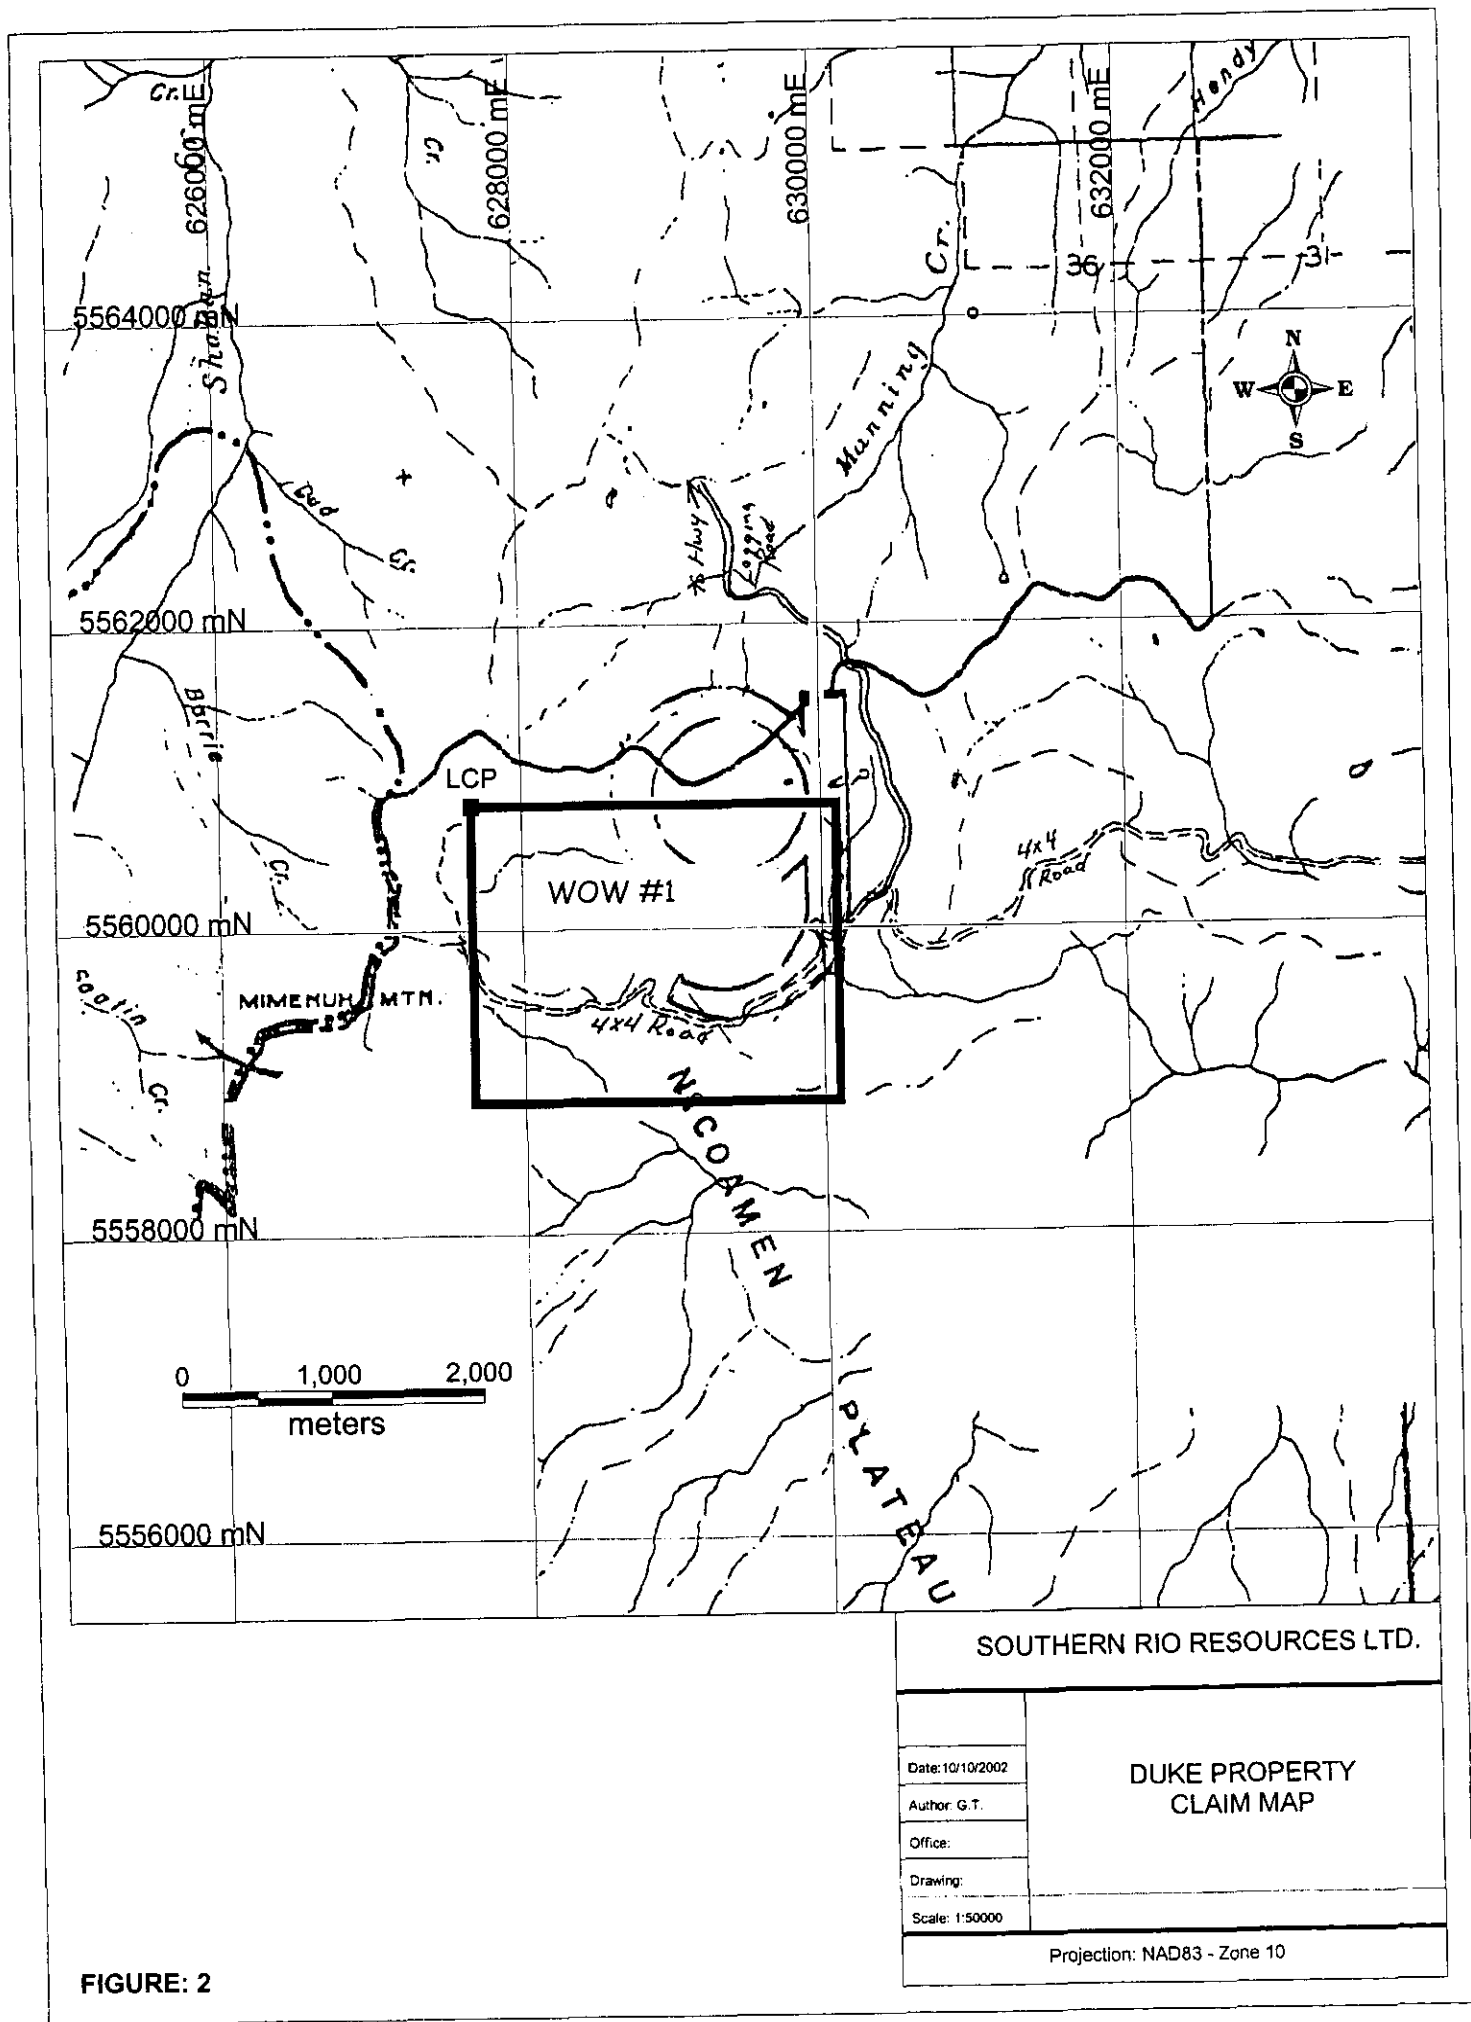 Cr.
626000 mE
Cr.
628000 mE
630000 mE
632000 mE
Hendy
Cr.
36
31
5564000 mN
Shoban
N
W E
S
Manning
To Hwy
Logging
Road
5562000 mN
Barrie
LCP
WOW #1
4x4
Road
Cr.
5560000 mN
MIMENUH MTN.
4x4 Road
Cr.
NICOAMEN
5558000 mN
0 1,000 2,000
meters
PLATEAU
5556000 mN
SOUTHERN RIO RESOURCES LTD.
Date:10/10/2002
DUKE PROPERTY
CLAIM MAP
Author: G.T.
Office:
Drawing:
Scale: 1:50000
Projection: NAD83 - Zone 10
FIGURE: 2